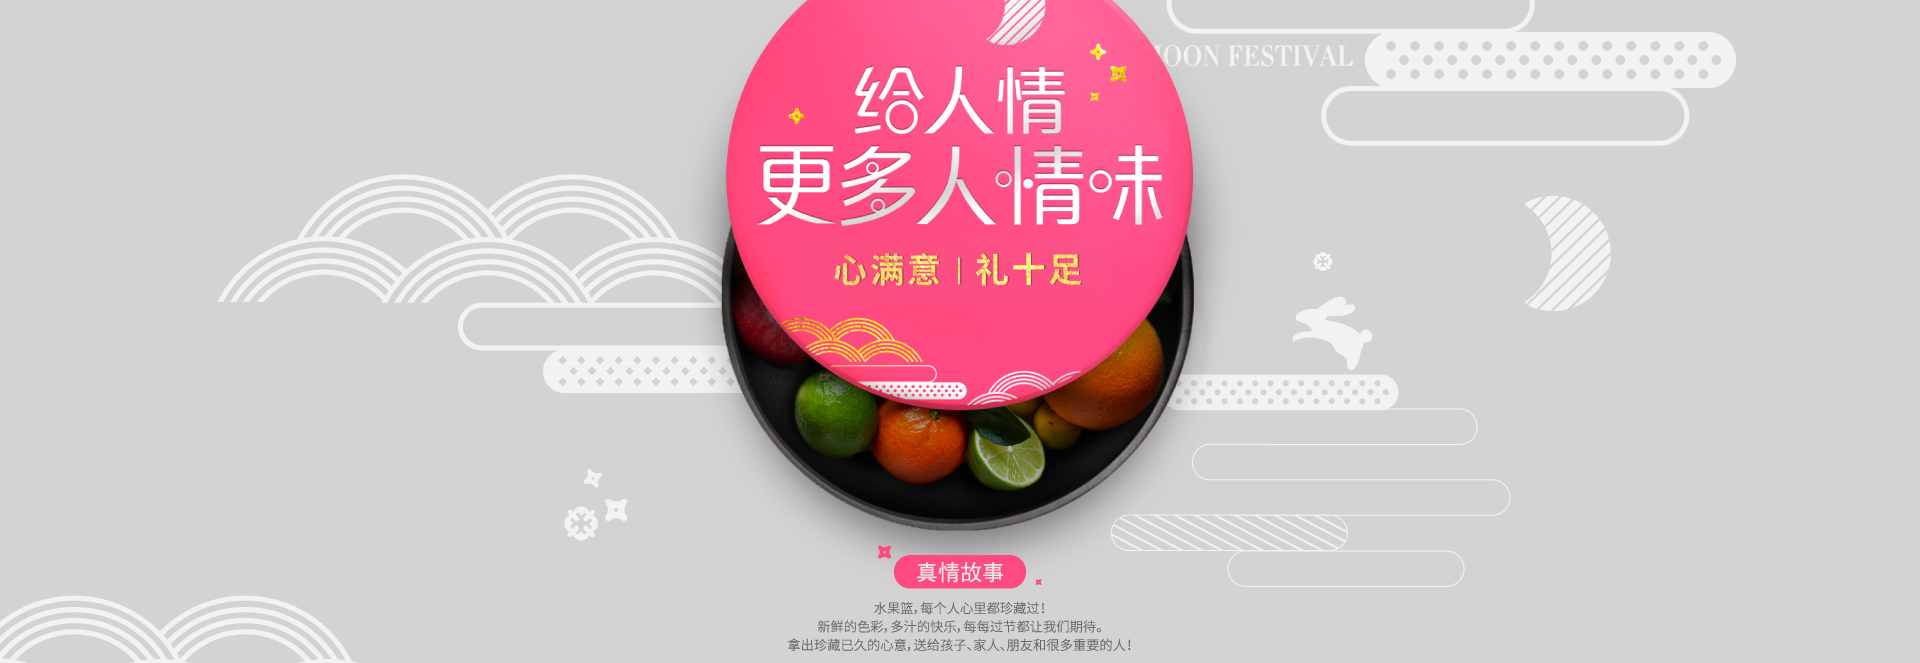 MOON FESTIVAL
给人情
更多人情味
心满意 | 礼十足
真情故事
水果篮，每个人心里都珍藏过！
新鲜的色彩，多汁的快乐，每每过节都让我们期待。
拿出珍藏已久的心意，送给孩子、家人、朋友和很多重要的人！